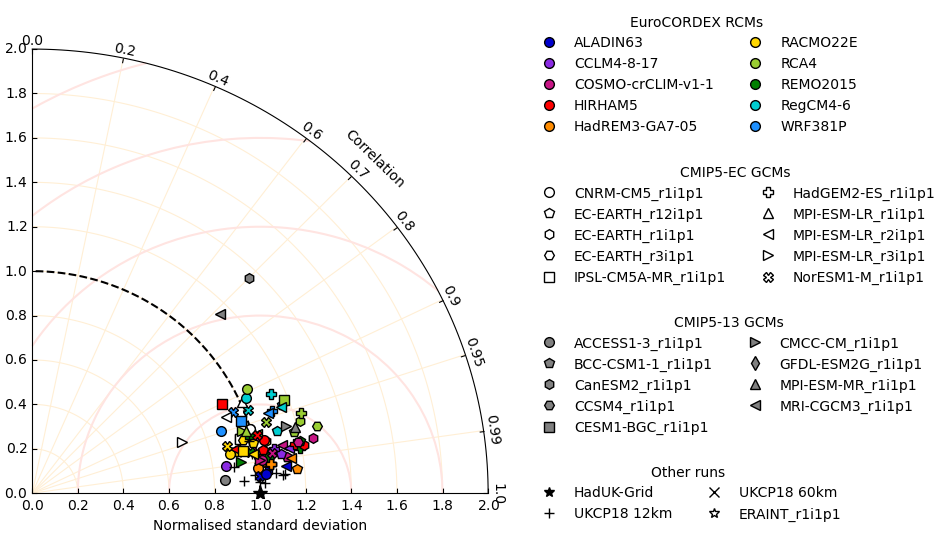 0.0
0.2
0.4
0.6
0.7
0.8
0.9
0.95
0.99
1.0
Correlation
2.0
1.8
1.6
1.4
1.2
1.0
0.8
0.6
0.4
0.2
0.0
0.0 0.2 0.4 0.6 0.8 1.0 1.2 1.4 1.6 1.8 2.0
Normalised standard deviation
EuroCORDEX RCMs
ALADIN63 RACMO22E
CCLM4-8-17 RCA4
COSMO-crCLIM-v1-1 REMO2015
HIRHAM5 RegCM4-6
HadREM3-GA7-05 WRF381P
CMIP5-EC GCMs
CNRM-CM5_r1i1p1 HadGEM2-ES_r1i1p1
EC-EARTH_r12i1p1 MPI-ESM-LR_r1i1p1
EC-EARTH_r1i1p1 MPI-ESM-LR_r2i1p1
EC-EARTH_r3i1p1 MPI-ESM-LR_r3i1p1
IPSL-CM5A-MR_r1i1p1 NorESM1-M_r1i1p1
CMIP5-13 GCMs
ACCESS1-3_r1i1p1 CMCC-CM_r1i1p1
BCC-CSM1-1_r1i1p1 GFDL-ESM2G_r1i1p1
CanESM2_r1i1p1 MPI-ESM-MR_r1i1p1
CCSM4_r1i1p1 MRI-CGCM3_r1i1p1
CESM1-BGC_r1i1p1
Other runs
HadUK-Grid UKCP18 60km
UKCP18 12km ERAINT_r1i1p1